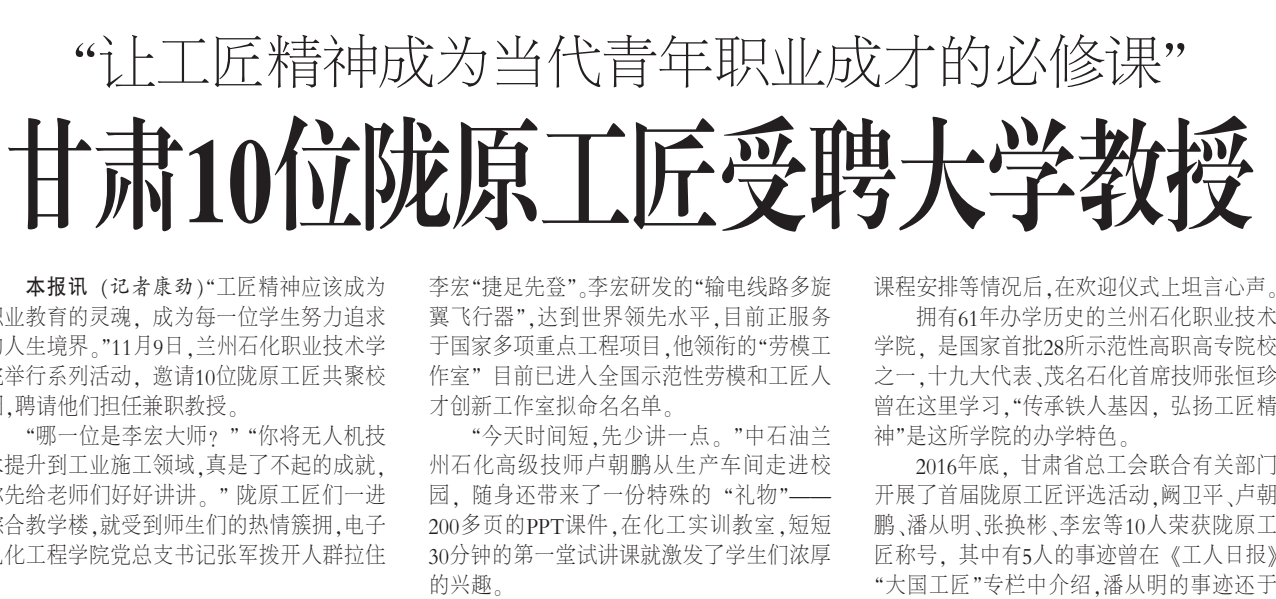 “让工匠精神成为当代青年职业成才的必修课”
甘肃10位陇原工匠受聘大学教授
本报讯 (记者康劲)“工匠精神应该成为
业教育的灵魂，成为每一位学生努力追求
人生境界。”11月9日,兰州石化职业技术学
举行系列活动，邀请10位陇原工匠共聚校
,聘请他们担任兼职教授。
“哪一位是李宏大师？”“你将无人机技
提升到工业施工领域,真是了不起的成就，
先给老师们好好讲讲。”陇原工匠们一进
合教学楼,就受到师生们的热情簇拥,电子
化工程学院党总支书记张军拨开人群拉住
李宏“捷足先登”。李宏研发的“输电线路多旋
翼飞行器”,达到世界领先水平,目前正服务
于国家多项重点工程项目,他领衔的“劳模工
作室”目前已进入全国示范性劳模和工匠人
才创新工作室拟命名名单。
“今天时间短,先少讲一点。”中石油兰
州石化高级技师卢朝鹏从生产车间走进校
园，随身还带来了一份特殊的“礼物”——
200多页的PPT课件,在化工实训教室,短短
30分钟的第一堂试讲课就激发了学生们浓厚
的兴趣。
课程安排等情况后,在欢迎仪式上坦言心声。
拥有61年办学历史的兰州石化职业技术
学院，是国家首批28所示范性高职高专院校
之一,十九大代表、茂名石化首席技师张恒珍
曾在这里学习,“传承铁人基因，弘扬工匠精
神”是这所学院的办学特色。
2016年底，甘肃省总工会联合有关部门
开展了首届陇原工匠评选活动,阙卫平、卢朝
鹏、潘从明、张换彬、李宏等10人荣获陇原工
匠称号，其中有5人的事迹曾在《工人日报》
“大国工匠”专栏中介绍,潘从明的事迹还于